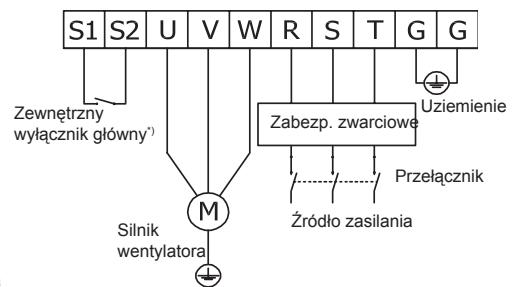 S1 S2 U V W R S T G G
Zewnętrzny
wyłącznik główny*)
Uziemienie
Zabezp. zwarciowe
Przełącznik
M
Źródło zasilania
Silnik
wentylatora